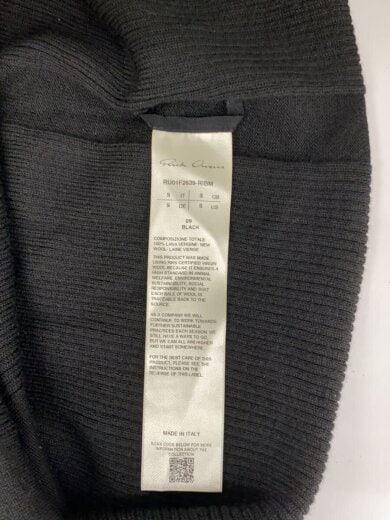 Rick Owens
RU01F2639-RIBM
S IT S GB
S DE S US
09
BLACK
COMPOSIZIONE TOTALE:
100% LANA VERGINE- NEW
WOOL- LAINE VIERGE
THIS PRODUCT WAS MADE
USING RWS CERTIFIED VIRGIN
WOOL BECAUSE IT ENSURES A
HIGH STANDARD IN ANIMAL
WELFARE, ENVIRONMENTAL
SUSTAINABILITY, SOCIAL
RESPONSIBILITY AND THAT
EACH BALE OF WOOL IS
TRACEABLE BACK TO THE
SOURCE.
AS A COMPANY WE WILL
CONTINUE TO WORK TOWARDS
FURTHER SUSTAINABLE
PRACTICES EACH SEASON. WE
STILL HAVE A WAYS TO GO,
BUT WE CAN ALL AIM HIGHER
AND START SOMEWHERE.
FOR THE BEST CARE OF THIS
PRODUCT, PLEASE SEE
INSTRUCTIONS ON THE
REVERSE OF THIS LABEL.
MADE IN ITALY
SCAN CODE BELOW FOR MORE
INFORMATION ABOUT THE
COLLECTION